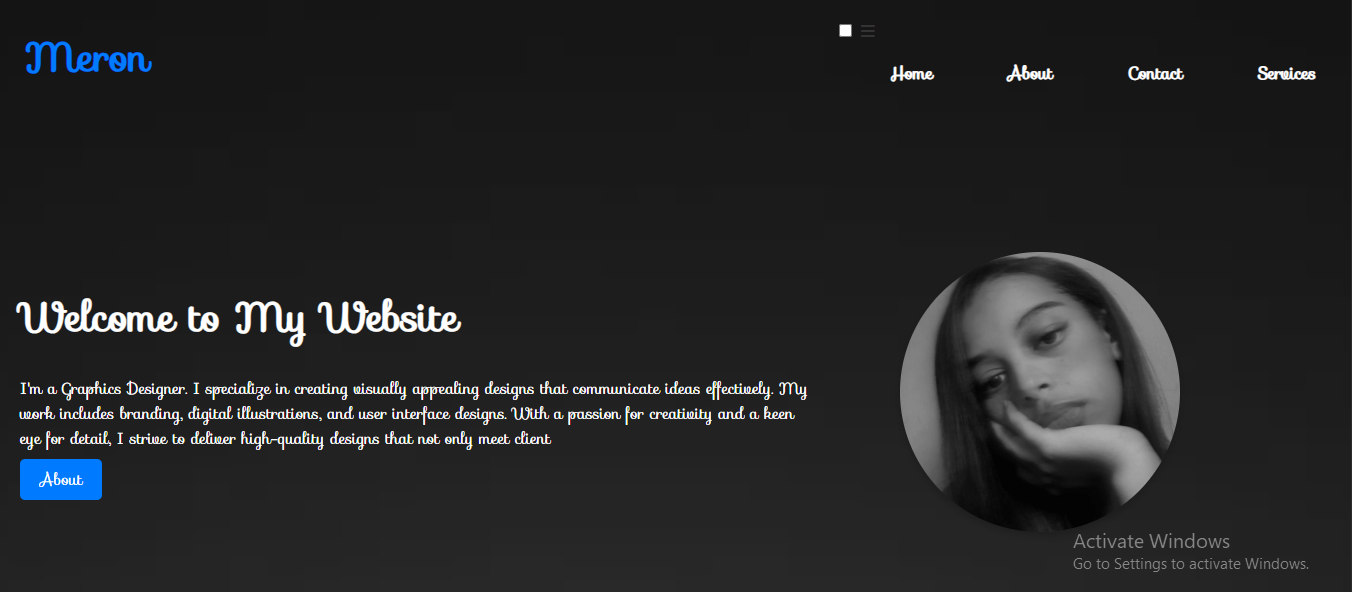 Meron
Home About Contact Services
Welcome to My Website
I'm a Graphics Designer. I specialize in creating visually appealing designs that communicate ideas effectively. My
work includes branding, digital illustrations, and user interface designs. With a passion for creativity and a keen
eye for detail, I strive to deliver high-quality designs that not only meet client
About
Activate Windows
Go to Settings to activate Windows.